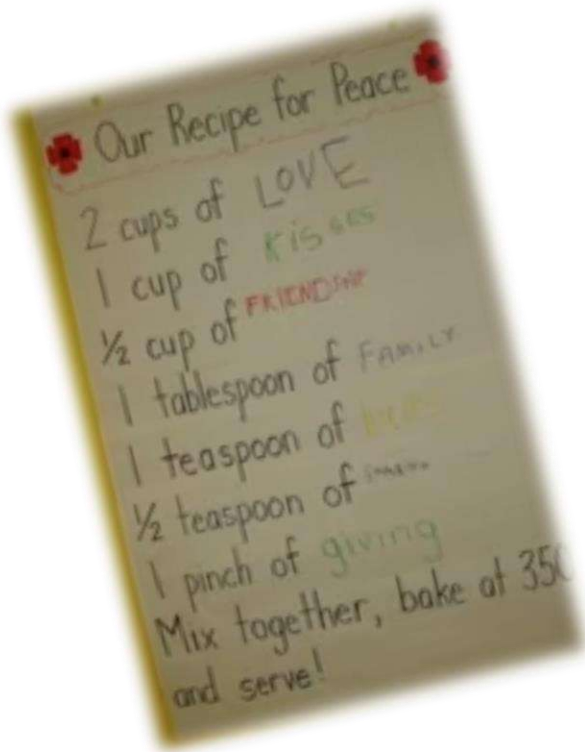 Our Recipe for Peace
2 cups of LOVE
1 cup of kisses
½ cup of FRIENDSHIP
1 tablespoon of FAMILY
1 teaspoon of
½ teaspoon of
1 pinch of giving
Mix together, bake at 350
and serve!